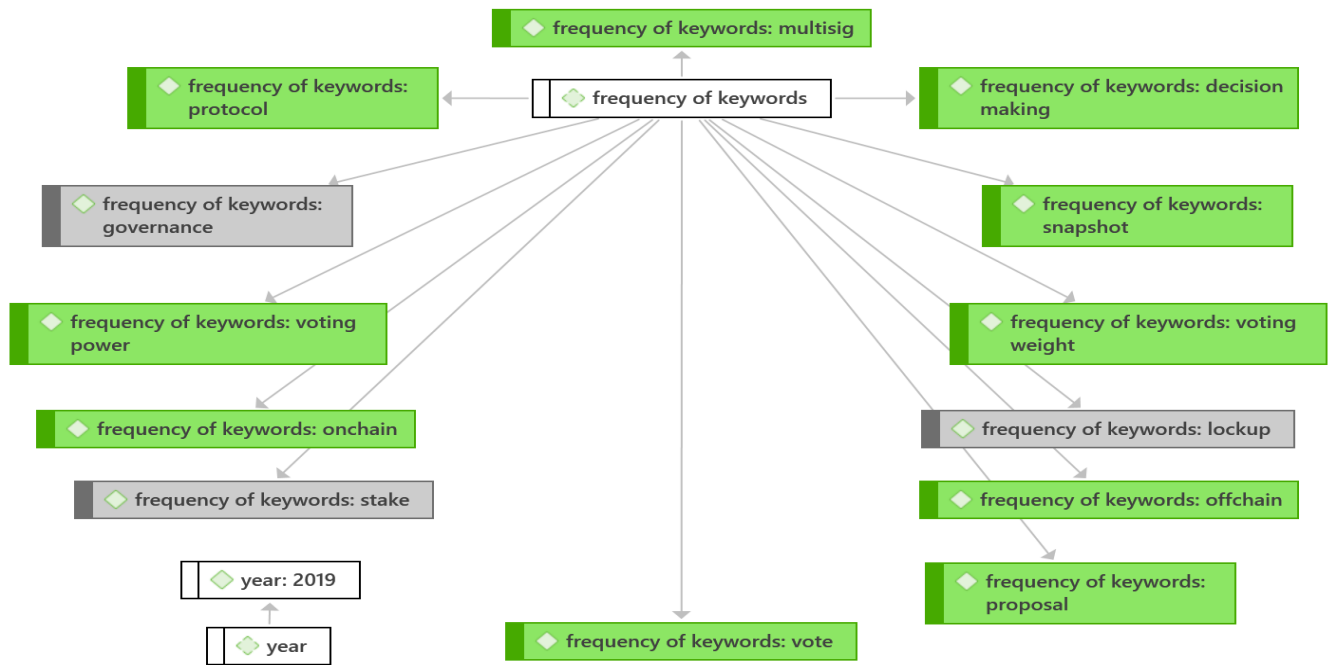 frequency of keywords: multisig
frequency of keywords:
protocol
frequency of keywords
frequency of keywords: decision
making
frequency of keywords:
governance
frequency of keywords:
snapshot
frequency of keywords: voting
power
frequency of keywords: voting
weight
frequency of keywords: onchain
frequency of keywords: lockup
frequency of keywords: stake
frequency of keywords: offchain
year: 2019
frequency of keywords:
proposal
year
frequency of keywords: vote